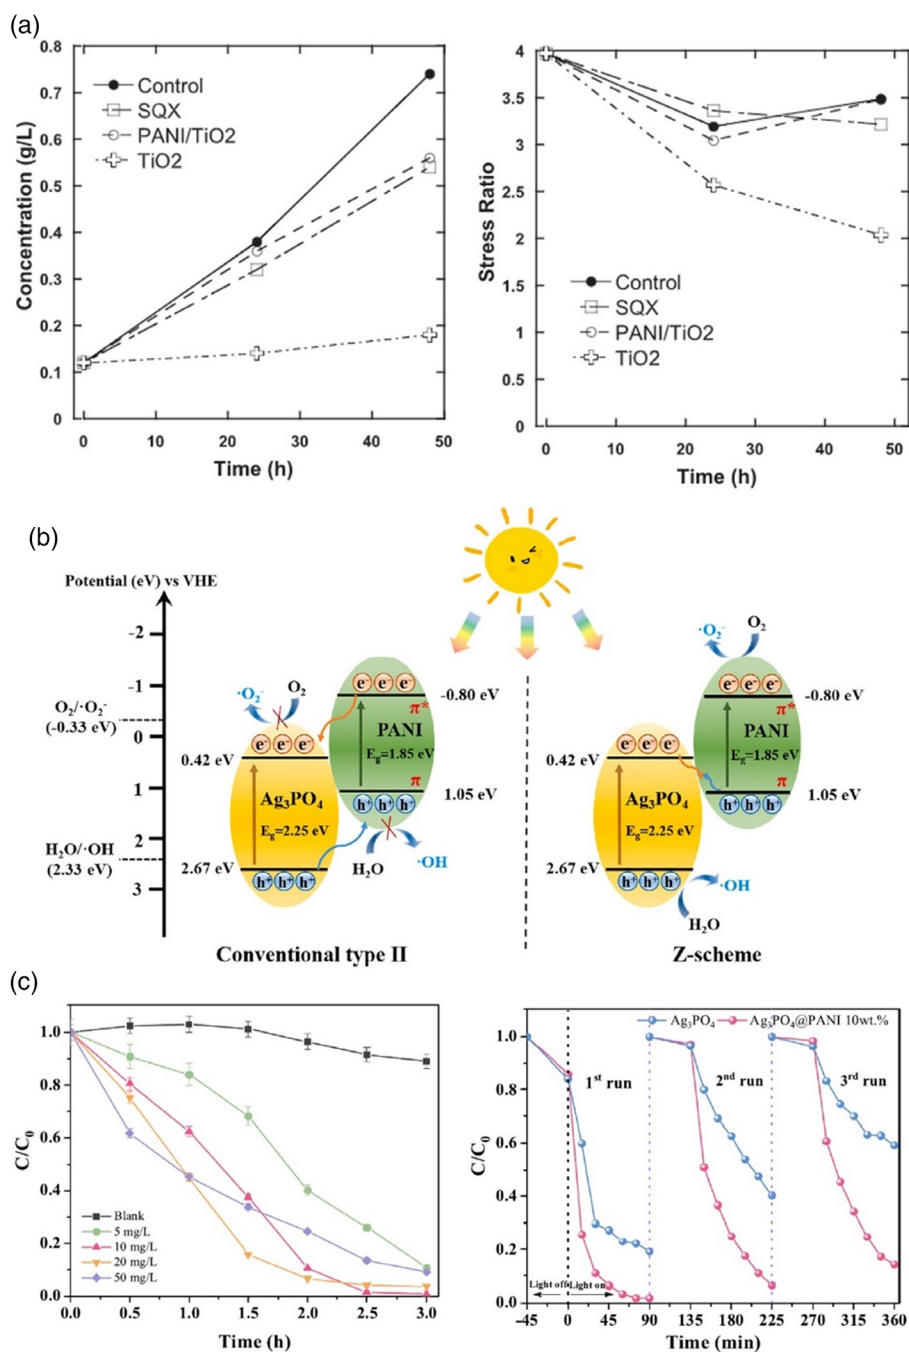 (a)
0.8
0.7
0.6
0.5
0.4
0.3
0.2
0.1
0
Concentration (g/L)
Control
SQX
PANI/TiO2
TiO2
0 10 20 30 40 50
Time (h)
4
3.5
3
2.5
2
1.5
1
0.5
0
Stress Ratio
Control
SQX
PANI/TiO2
TiO2
0 10 20 30 40 50
Time (h)
(b)
Potential (eV) vs VHE
-2
-1
0
1
2
3
O₂/·O₂⁻
(-0.33 eV)
H₂O/·OH
(2.33 eV)
·O₂⁻ O₂
e⁻ e⁻ e⁻
0.42 eV
Ag₃PO₄
E_g=2.25 eV
2.67 eV
h⁺ h⁺ h⁺
e⁻ e⁻ e⁻
-0.80 eV
π*
PANI
E_g=1.85 eV
π
1.05 eV
h⁺ h⁺ h⁺
H₂O ·OH
Conventional type II
·O₂⁻ O₂
e⁻ e⁻ e⁻
-0.80 eV
π*
PANI
E_g=1.85 eV
π
1.05 eV
h⁺ h⁺ h⁺
e⁻ e⁻ e⁻
0.42 eV
Ag₃PO₄
E_g=2.25 eV
2.67 eV
h⁺ h⁺ h⁺
·OH
H₂O
Z-scheme
(c)
1.0
0.8
0.6
0.4
0.2
0.0
C/C₀
Blank
5 mg/L
10 mg/L
20 mg/L
50 mg/L
0.0 0.5 1.0 1.5 2.0 2.5 3.0
Time (h)
Ag₃PO₄ Ag₃PO₄@PANI 10wt.%
1.0
0.8
0.6
0.4
0.2
0.0
C/C₀
1st run 2nd run 3rd run
Light off Light on
-45 0 45 90 135 180 225 270 315 360
Time (min)